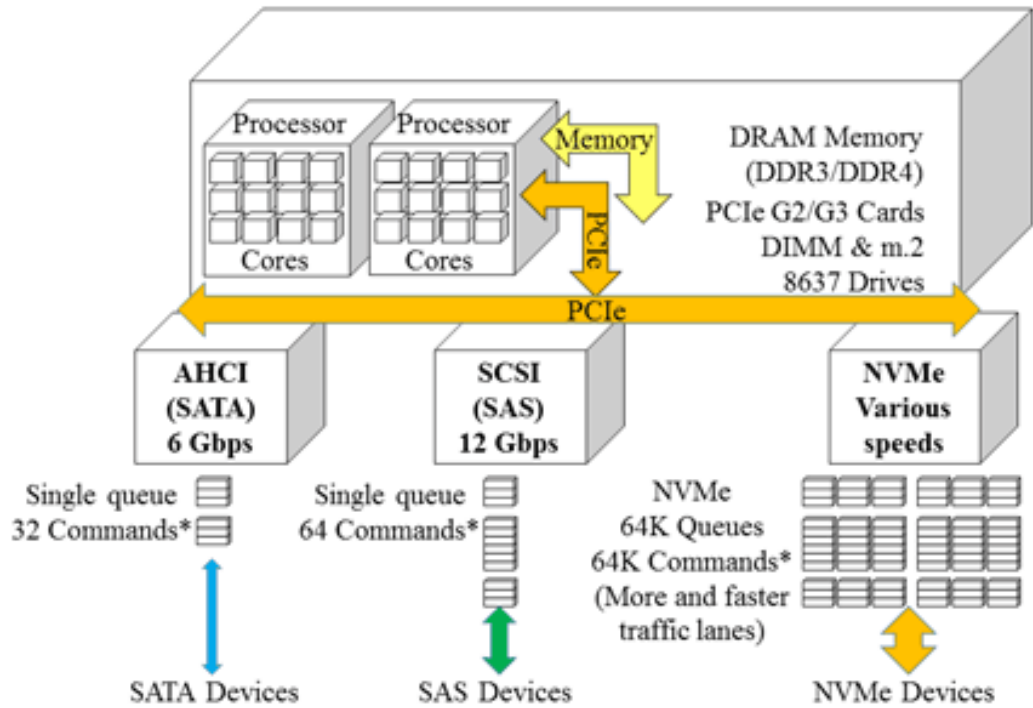 Processor
Processor
Memory
DRAM Memory
(DDR3/DDR4)
PCIe G2/G3 Cards
DIMM & m.2
8637 Drives
Cores
Cores
PCIe
PCIe
AHCI
(SATA)
6 Gbps
SCSI
(SAS)
12 Gbps
NVMe
Various
speeds
Single queue
32 Commands*
Single queue
64 Commands*
NVMe
64K Queues
64K Commands*
(More and faster
traffic lanes)
SATA Devices
SAS Devices
NVMe Devices